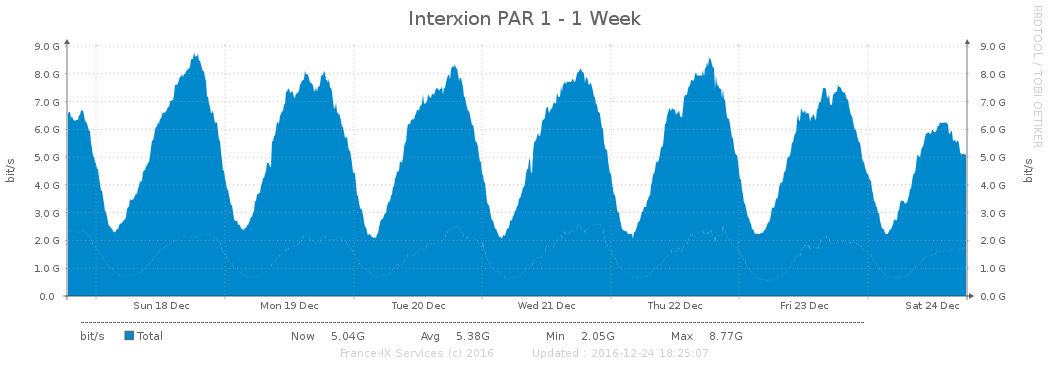 Interxion PAR 1 - 1 Week
RRDTOOL / TOBI OETIKER
bit/s
bit/s
9.0 G 9.0 G
8.0 G 8.0 G
7.0 G 7.0 G
6.0 G 6.0 G
5.0 G 5.0 G
4.0 G 4.0 G
3.0 G 3.0 G
2.0 G 2.0 G
1.0 G 1.0 G
0.0 0.0 G
Sun 18 Dec Mon 19 Dec Tue 20 Dec Wed 21 Dec Thu 22 Dec Fri 23 Dec Sat 24 Dec
bit/s Total Now 5.04G Avg 5.38G Min 2.05G Max 8.77G
France-IX Services (c) 2016 Updated : 2016-12-24 18:25:07